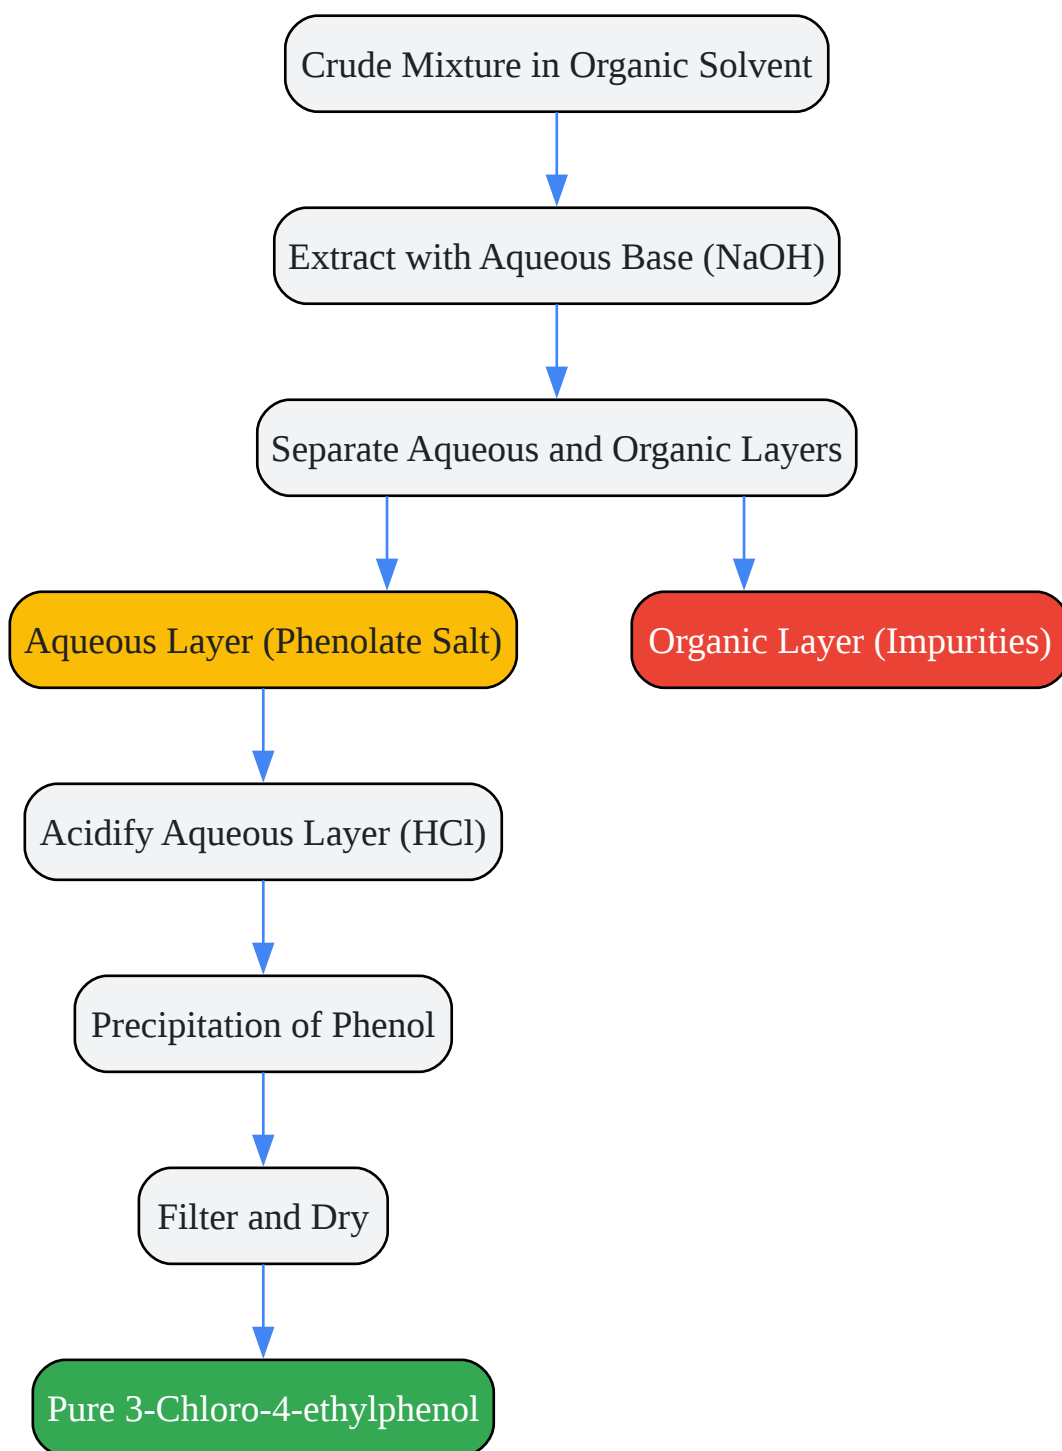 Crude Mixture in Organic Solvent
Extract with Aqueous Base (NaOH)
Separate Aqueous and Organic Layers
Aqueous Layer (Phenolate Salt)
Organic Layer (Impurities)
Acidify Aqueous Layer (HCl)
Precipitation of Phenol
Filter and Dry
Pure 3-Chloro-4-ethylphenol